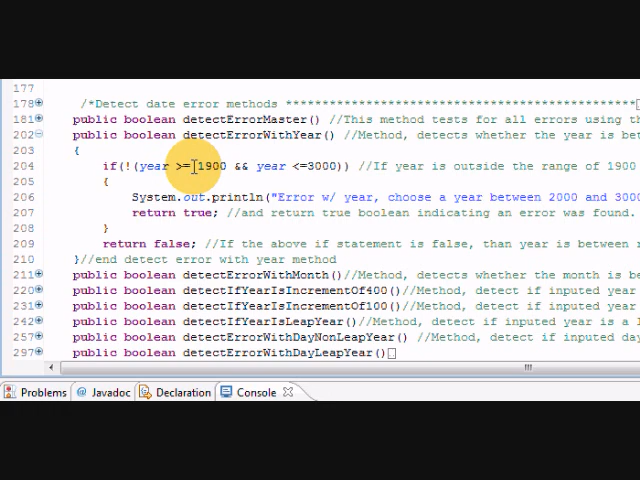 177
178 /*Detect date error methods ************************************************
181 public boolean detectErrorMaster() //This method tests for all errors using th
202 public boolean detectErrorWithYear() //Method, detects whether the year is bet
203 {
204 if(!(year >= 1900 && year <=3000)) //If year is outside the range of 1900
205 {
206 System.out.println("Error w/ year, choose a year between 2000 and 3000
207 return true; //and return true boolean indicating an error was found.
208 }
209 return false; //If the above if statement is false, than year is between
210 }//end detect error with year method
211 public boolean detectErrorWithMonth()//Method, detects whether the month is be
220 public boolean detectIfYearIsIncrementOf400()//Method, detect if inputed year
231 public boolean detectIfYearIsIncrementOf100()//Method, detect if inputed year
242 public boolean detectIfYearIsLeapYear()//Method, detect if inputed year is a l
257 public boolean detectErrorWithDayNonLeapYear() //Method, detect if inputed day
297 public boolean detectErrorWithDayLeapYear()
Problems @ Javadoc Declaration Console